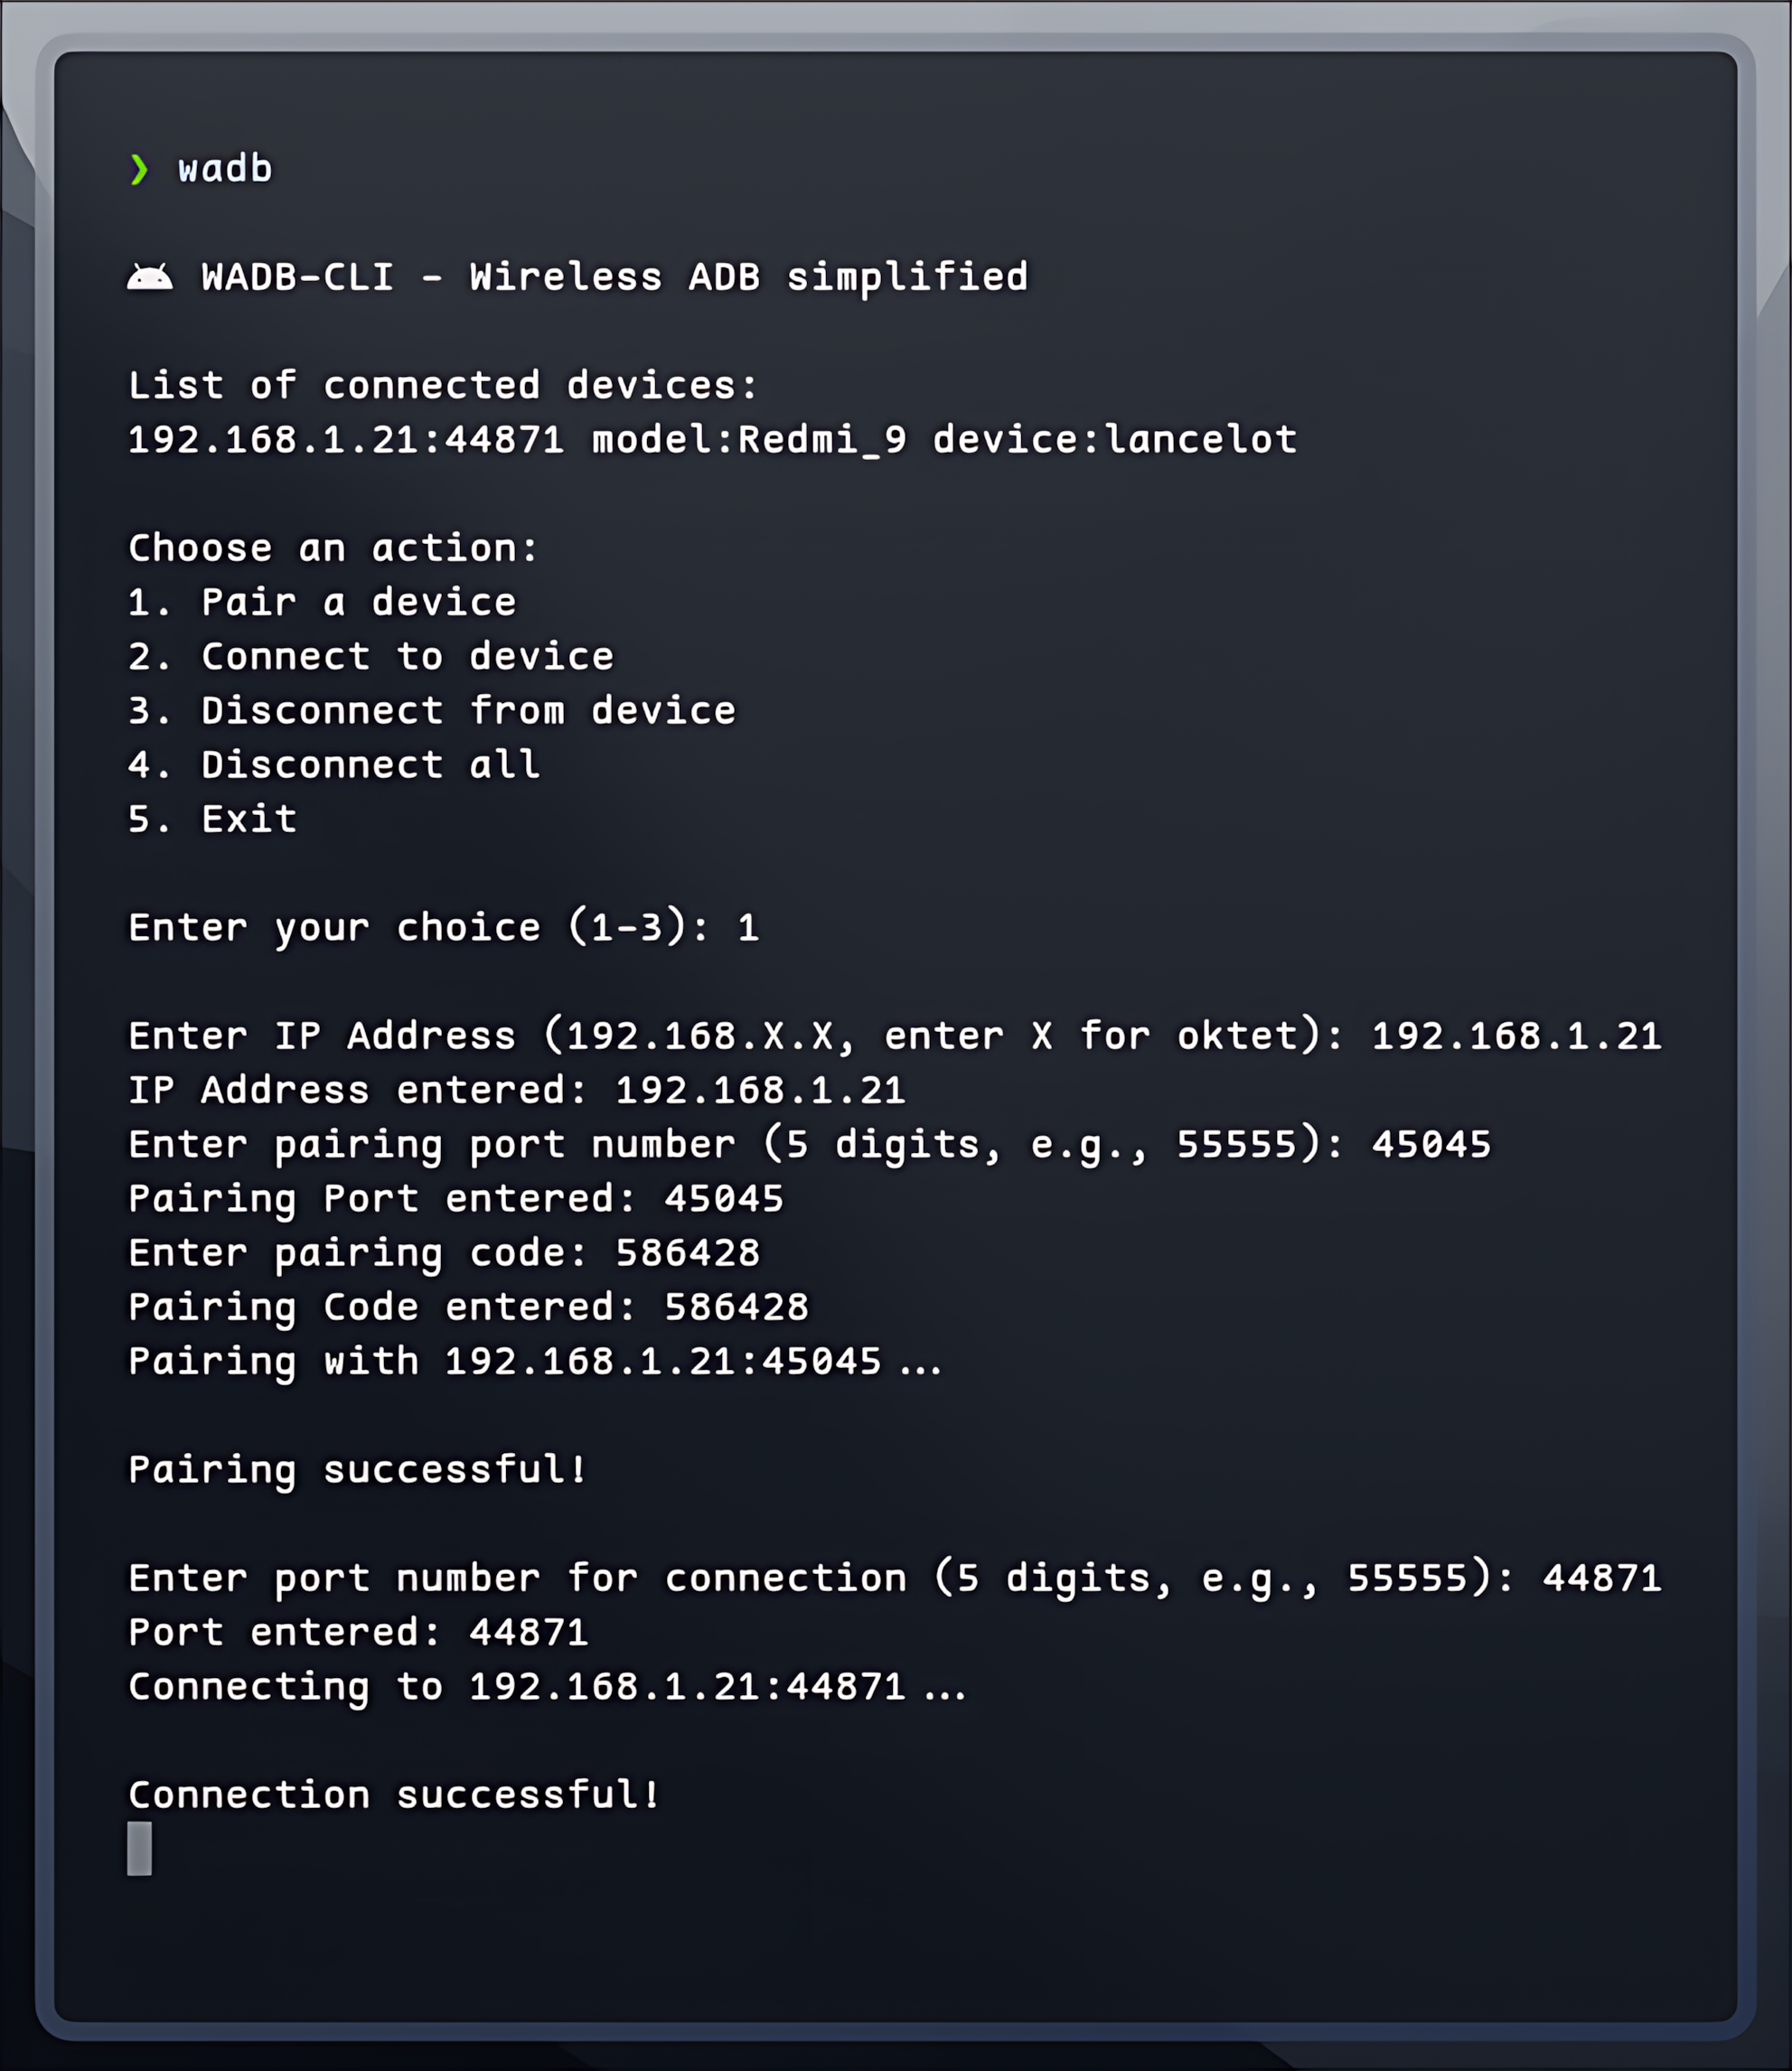 ❯ wadb
WADB-CLI - Wireless ADB simplified
List of connected devices:
192.168.1.21:44871 model:Redmi_9 device:lancelot
Choose an action:
1. Pair a device
2. Connect to device
3. Disconnect from device
4. Disconnect all
5. Exit
Enter your choice (1-3): 1
Enter IP Address (192.168.X.X, enter X for oktet): 192.168.1.21
IP Address entered: 192.168.1.21
Enter pairing port number (5 digits, e.g., 55555): 45045
Pairing Port entered: 45045
Enter pairing code: 586428
Pairing Code entered: 586428
Pairing with 192.168.1.21:45045 ...
Pairing successful!
Enter port number for connection (5 digits, e.g., 55555): 44871
Port entered: 44871
Connecting to 192.168.1.21:44871 ...
Connection successful!